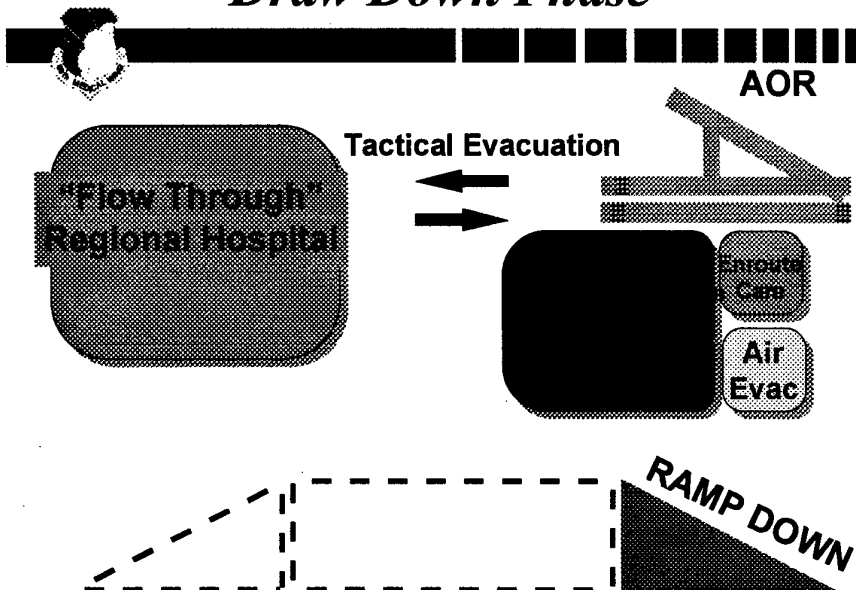 Draw Down Phase
AOR
Tactical Evacuation
"Flow Through"
Regional Hospital
Enroute
Care
Air
Evac
RAMP DOWN